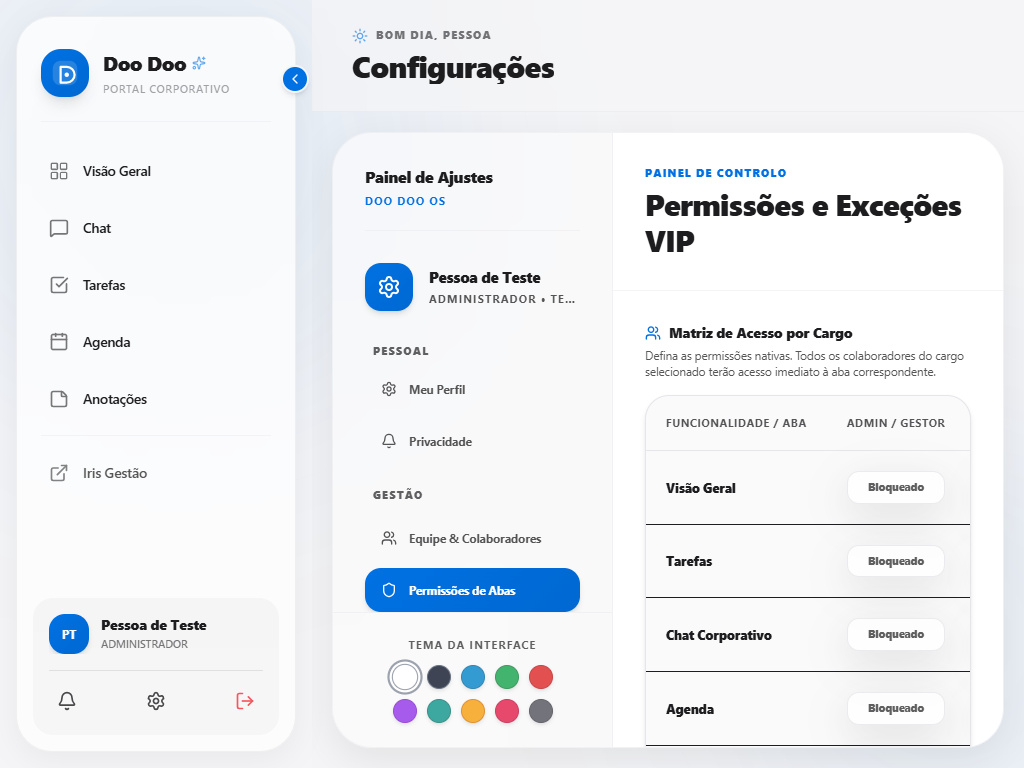 Doo Doo
PORTAL CORPORATIVO
Visão Geral
Chat
Tarefas
Agenda
Anotações
Iris Gestão
PT
Pessoa de Teste
ADMINISTRADOR
BOM DIA, PESSOA
Configurações
Painel de Ajustes
DOO DOO OS
Pessoa de Teste
ADMINISTRADOR • TE...
PESSOAL
Meu Perfil
Privacidade
GESTÃO
Equipe & Colaboradores
Permissões de Abas
TEMA DA INTERFACE
PAINEL DE CONTROLO
Permissões e Exceções
VIP
Matriz de Acesso por Cargo
Defina as permissões nativas. Todos os colaboradores do cargo
selecionado terão acesso imediato à aba correspondente.
FUNCIONALIDADE / ABA ADMIN / GESTOR
Visão Geral Bloqueado
Tarefas Bloqueado
Chat Corporativo Bloqueado
Agenda Bloqueado